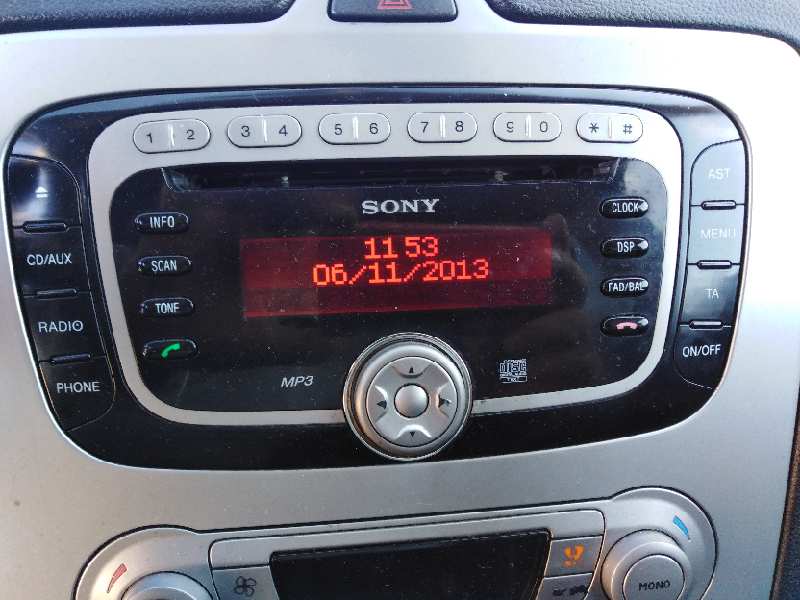 1 2 3 4 5 6 7 8 9 0 * #
SONY
INFO
SCAN
TONE
CD/AUX
RADIO
PHONE
11 53
06/11/2013
CLOCK
DSP
FAD/BAL
AST
MENU
TA
ON/OFF
MP3
DISC
MONO